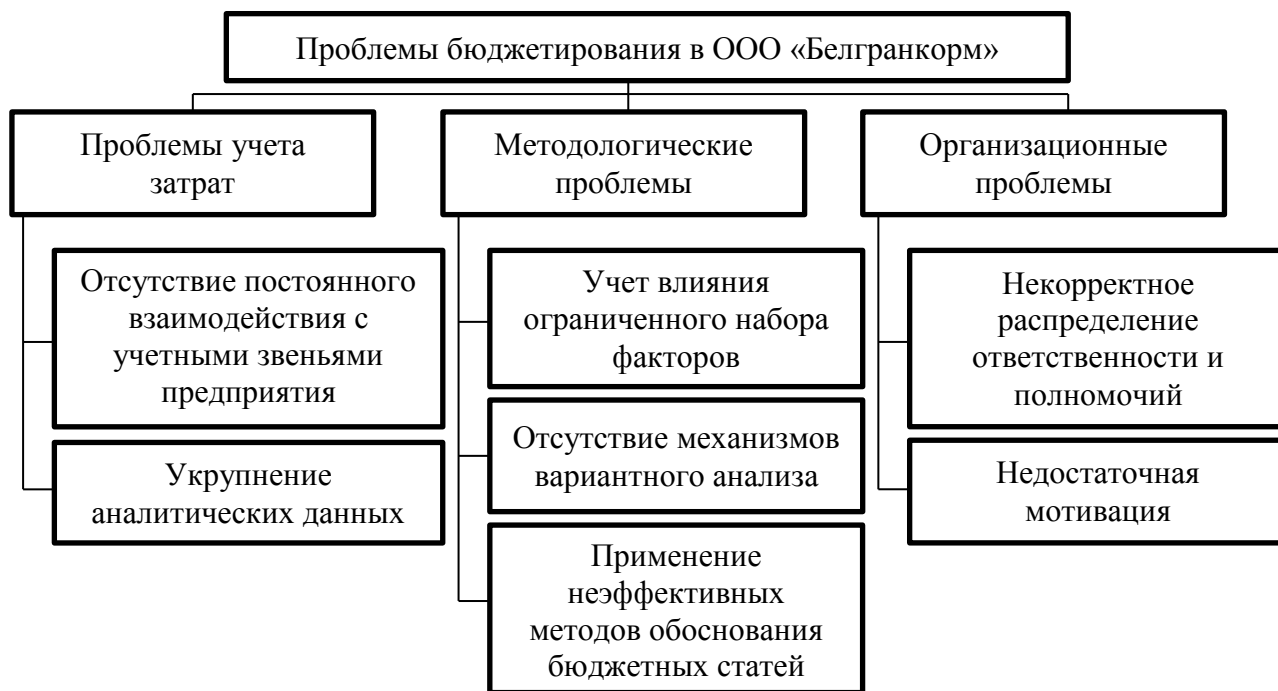 Проблемы бюджетирования в ООО «Белгранкорм»
Проблемы учета
затрат
Отсутствие постоянного
взаимодействия с
учетными звеньями
предприятия
Укрупнение
аналитических данных
Методологические
проблемы
Учет влияния
ограниченного набора
факторов
Отсутствие механизмов
вариантного анализа
Применение
неэффективных
методов обоснования
бюджетных статей
Организационные
проблемы
Некорректное
распределение
ответственности и
полномочий
Недостаточная
мотивация